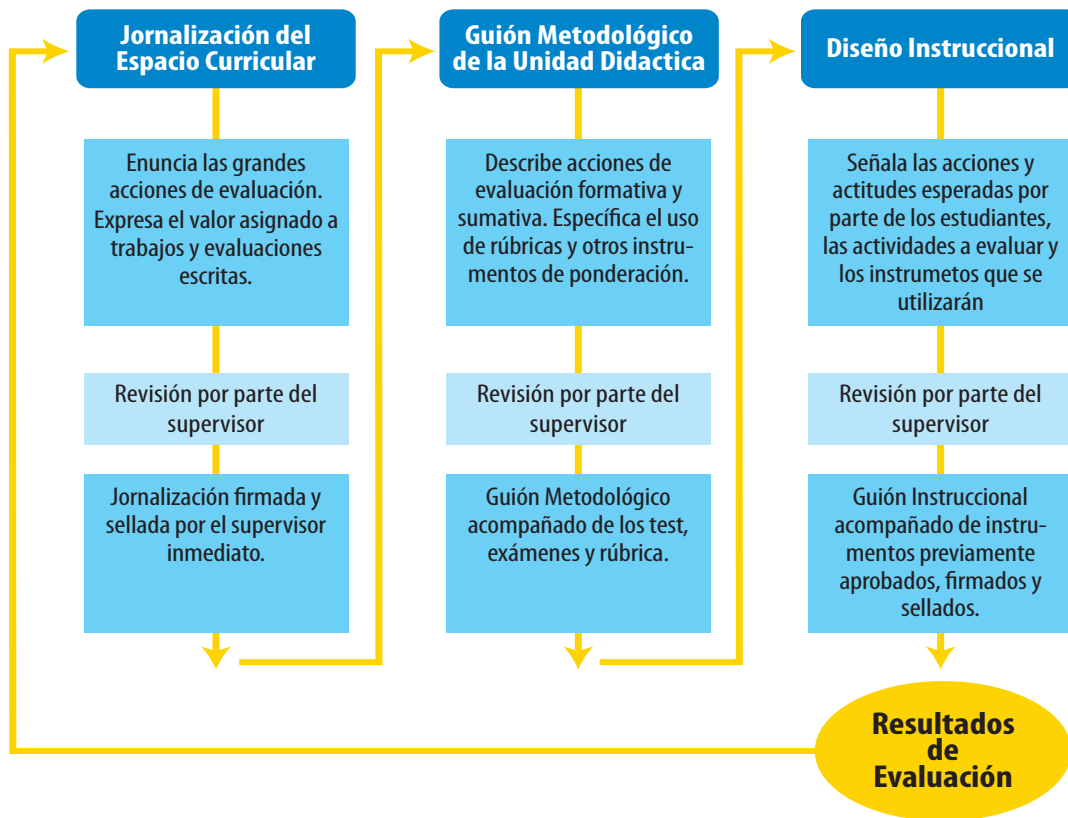 Jornalización del
Espacio Curricular
Enuncia las grandes
acciones de evaluación.
Expresa el valor asignado a
trabajos y evaluaciones
escritas.
Revisión por parte del
supervisor
Jornalización firmada y
sellada por el supervisor
inmediato.
Guión Metodológico
de la Unidad Didactica
Describe acciones de
evaluación formativa y
sumativa. Específica el uso
de rúbricas y otros instru-
mentos de ponderación.
Revisión por parte del
supervisor
Guión Metodológico
acompañado de los test,
exámenes y rúbrica.
Diseño Instruccional
Señala las acciones y
actitudes esperadas por
parte de los estudiantes,
las actividades a evaluar y
los instrumetos que se
utilizarán
Revisión por parte del
supervisor
Guión Instruccional
acompañado de instru-
mentos previamente
aprobados, firmados y
sellados.
Resultados
de
Evaluación